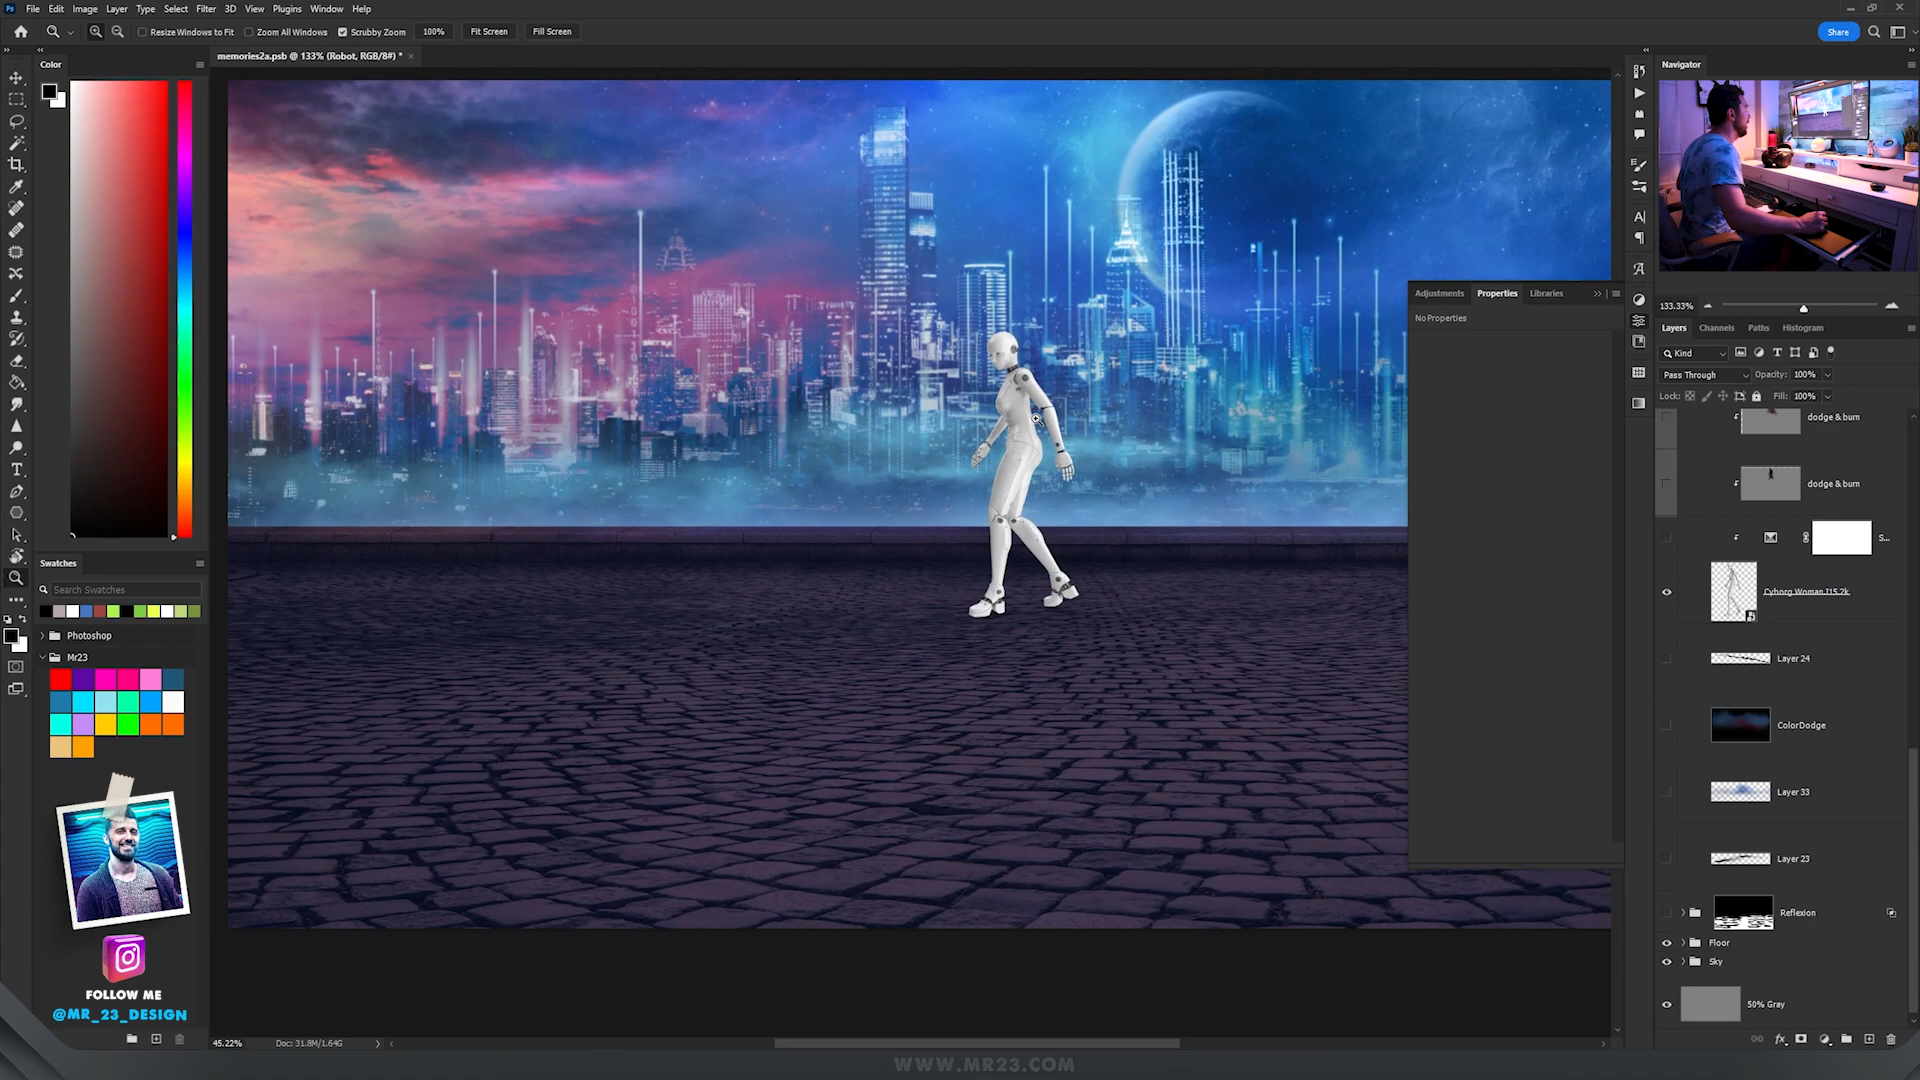 Ps File Edit Image Layer Type Select Filter 3D View Plugins Window Help
Resize Windows to Fit Zoom All Windows Scrubby Zoom 100% Fit Screen Fill Screen Share
Color
memories2a.psb @ 133% (Robot, RGB/8#) *
Navigator
133.33%
Adjustments Properties Libraries
No Properties
Layers Channels Paths Histogram
Kind
Pass Through Opacity: 100%
Lock: Fill: 100%
dodge & burn
dodge & burn
S...
Cyborg Woman I15 2k
Layer 24
ColorDodge
Layer 33
Layer 23
Reflexion
Floor
Sky
50% Gray
Swatches
Search Swatches
Photoshop
Mr23
FOLLOW ME
@MR_23_DESIGN
45.22% Doc: 31.8M/1.64G
WWW.MR23.COM